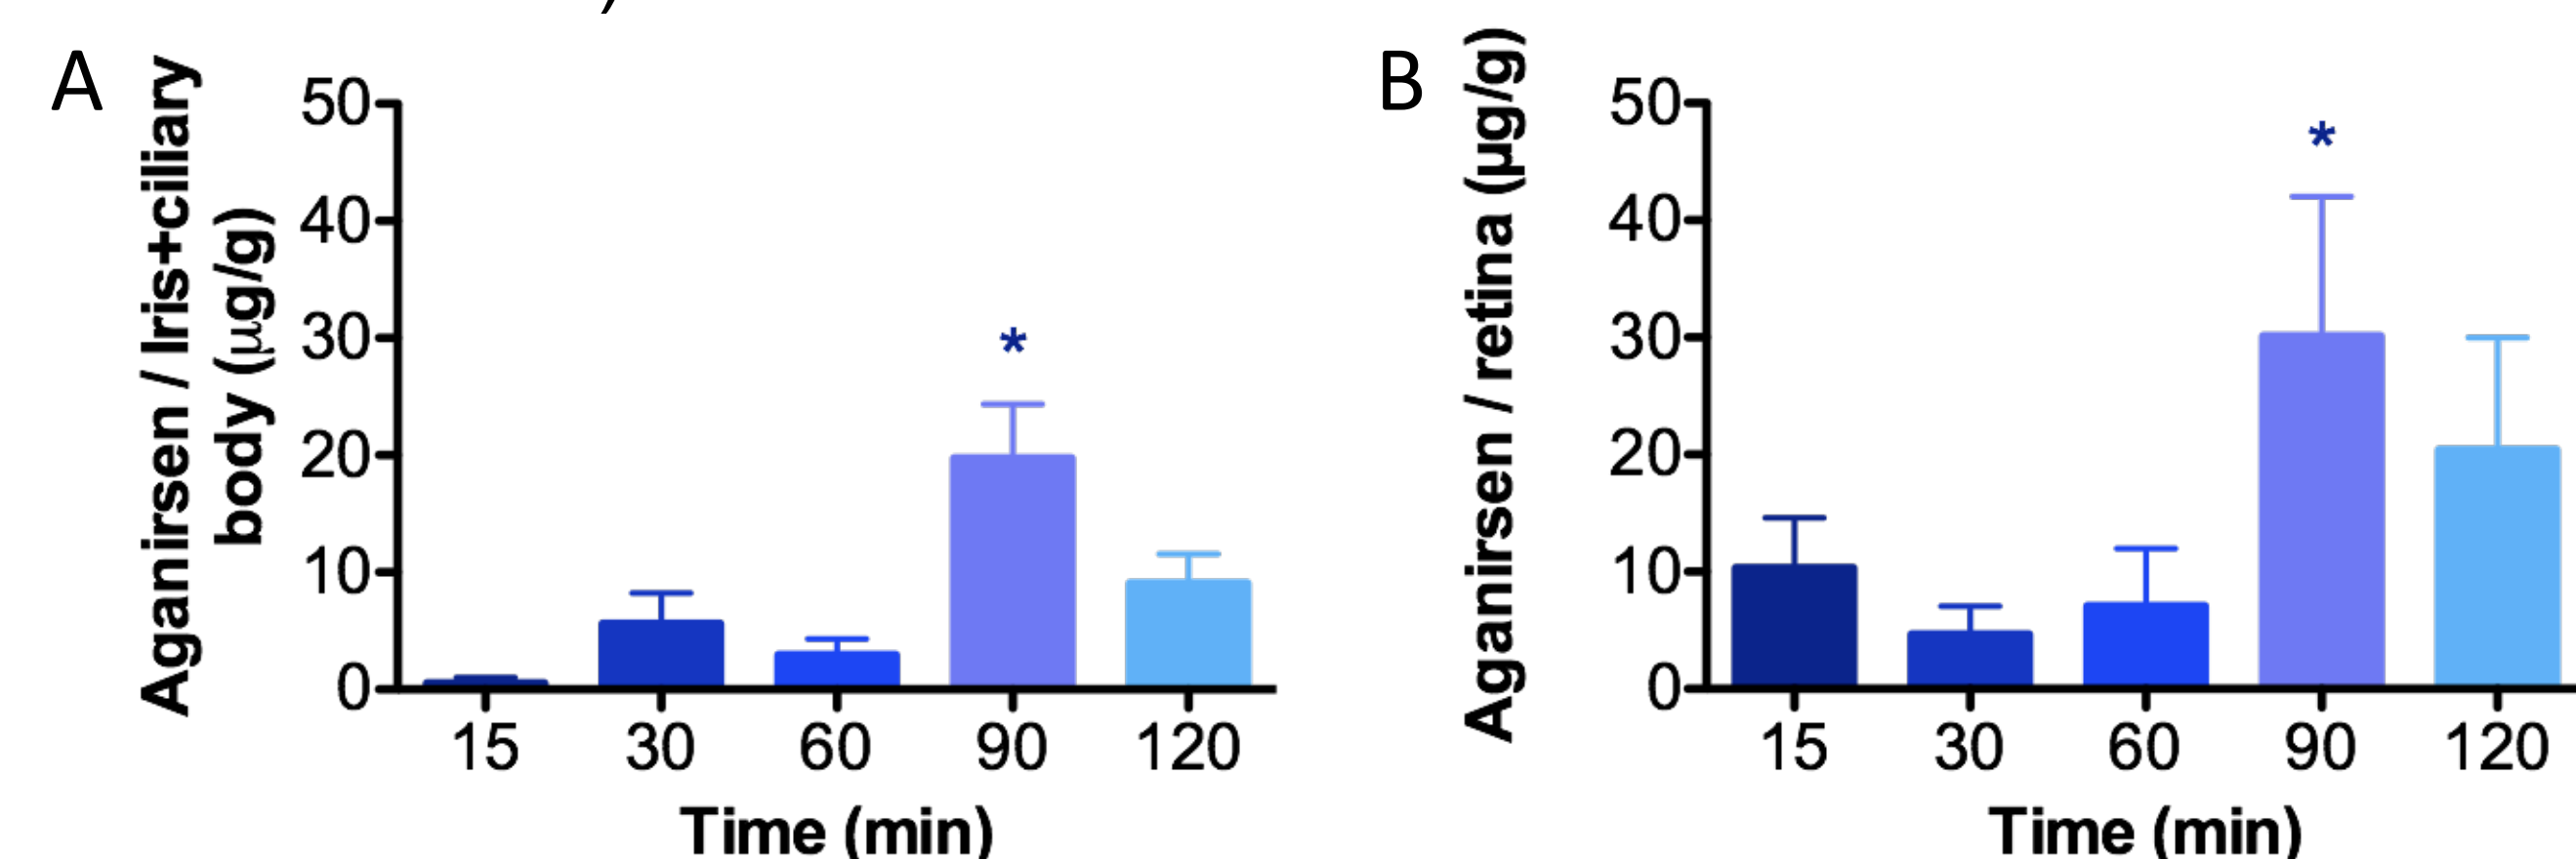 )
A
Aganirsen / Iris+ciliary
body (µg/g)
50
40
30
20
10
0
*
15 30 60 90 120
Time (min)
B
Aganirsen / retina (µg/g)
50
40
30
20
10
0
*
15 30 60 90 120
Time (min)